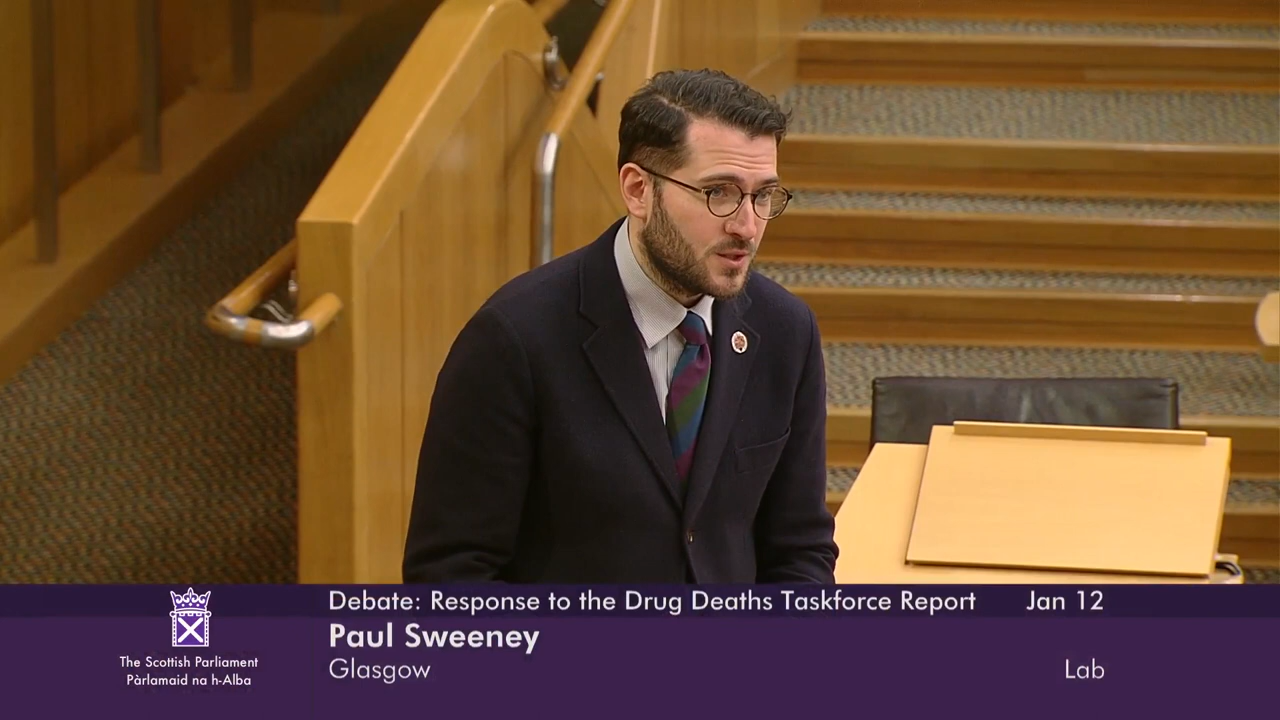 Debate: Response to the Drug Deaths Taskforce Report Jan 12
Paul Sweeney
Glasgow Lab
The Scottish Parliament
Pàrlamaid na h-Alba